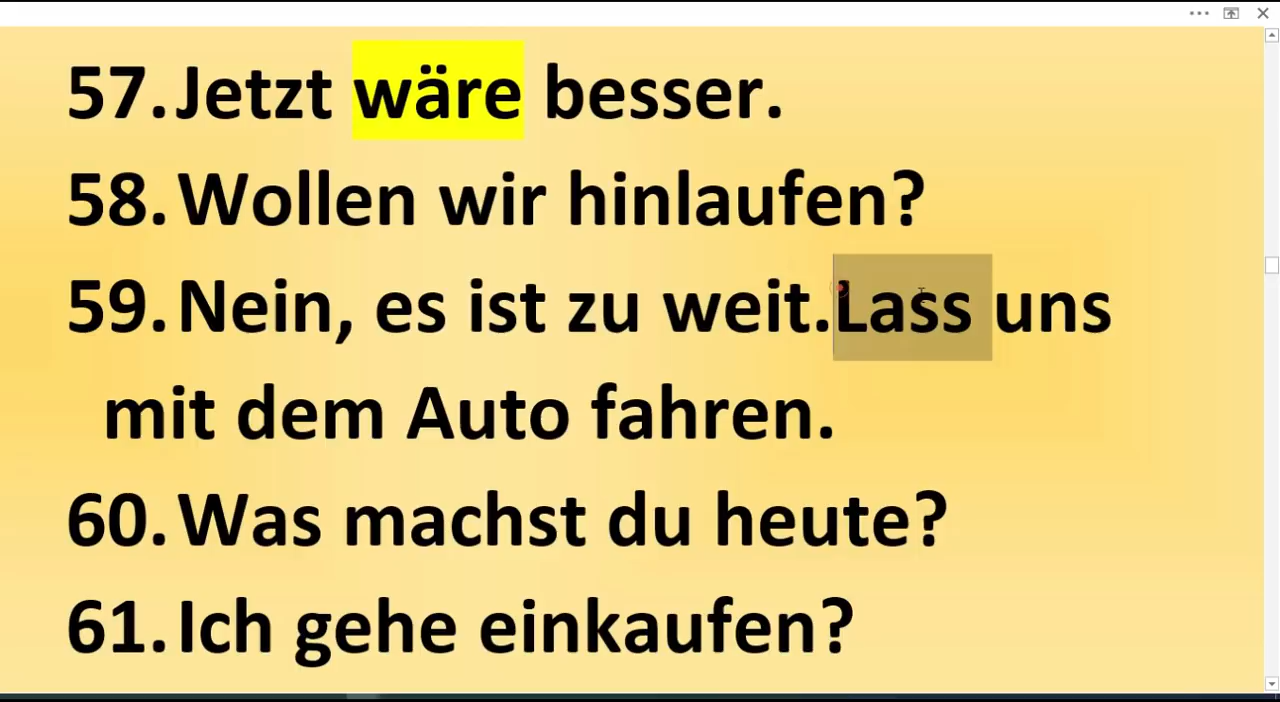 57. Jetzt wäre besser.
58. Wollen wir hinlaufen?
59. Nein, es ist zu weit.Lass uns
mit dem Auto fahren.
60. Was machst du heute?
61. Ich gehe einkaufen?